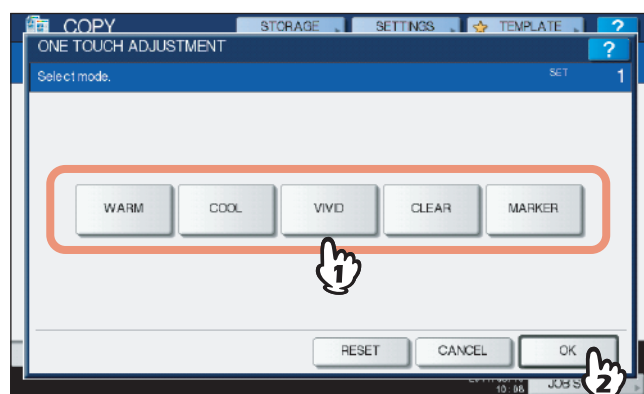 COPY STORAGE SETTINGS TEMPLATE ?
ONE TOUCH ADJUSTMENT ?
Select mode. SET 1
WARM COOL VIVID CLEAR MARKER
1
RESET CANCEL OK
2
10:08 JOB S